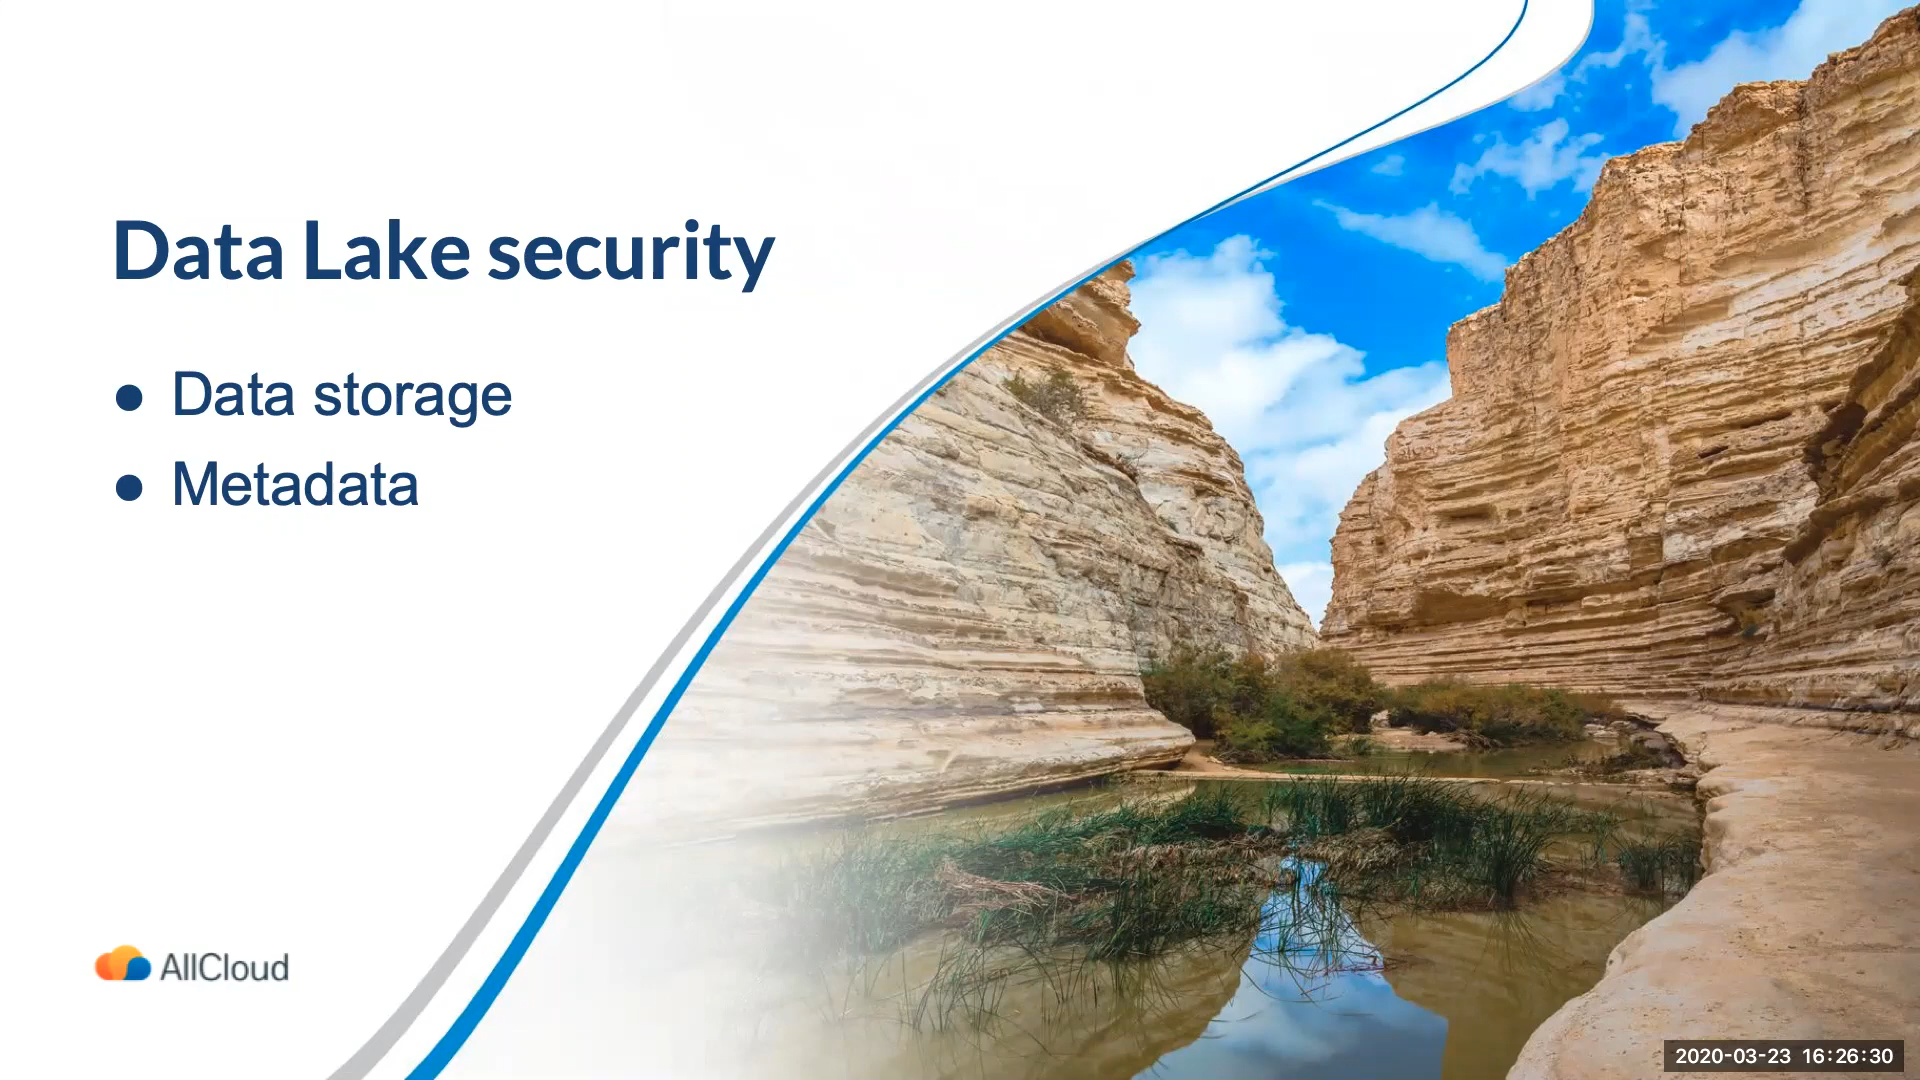 Data Lake security
● Data storage
● Metadata
AllCloud
2020-03-23 16:26:30